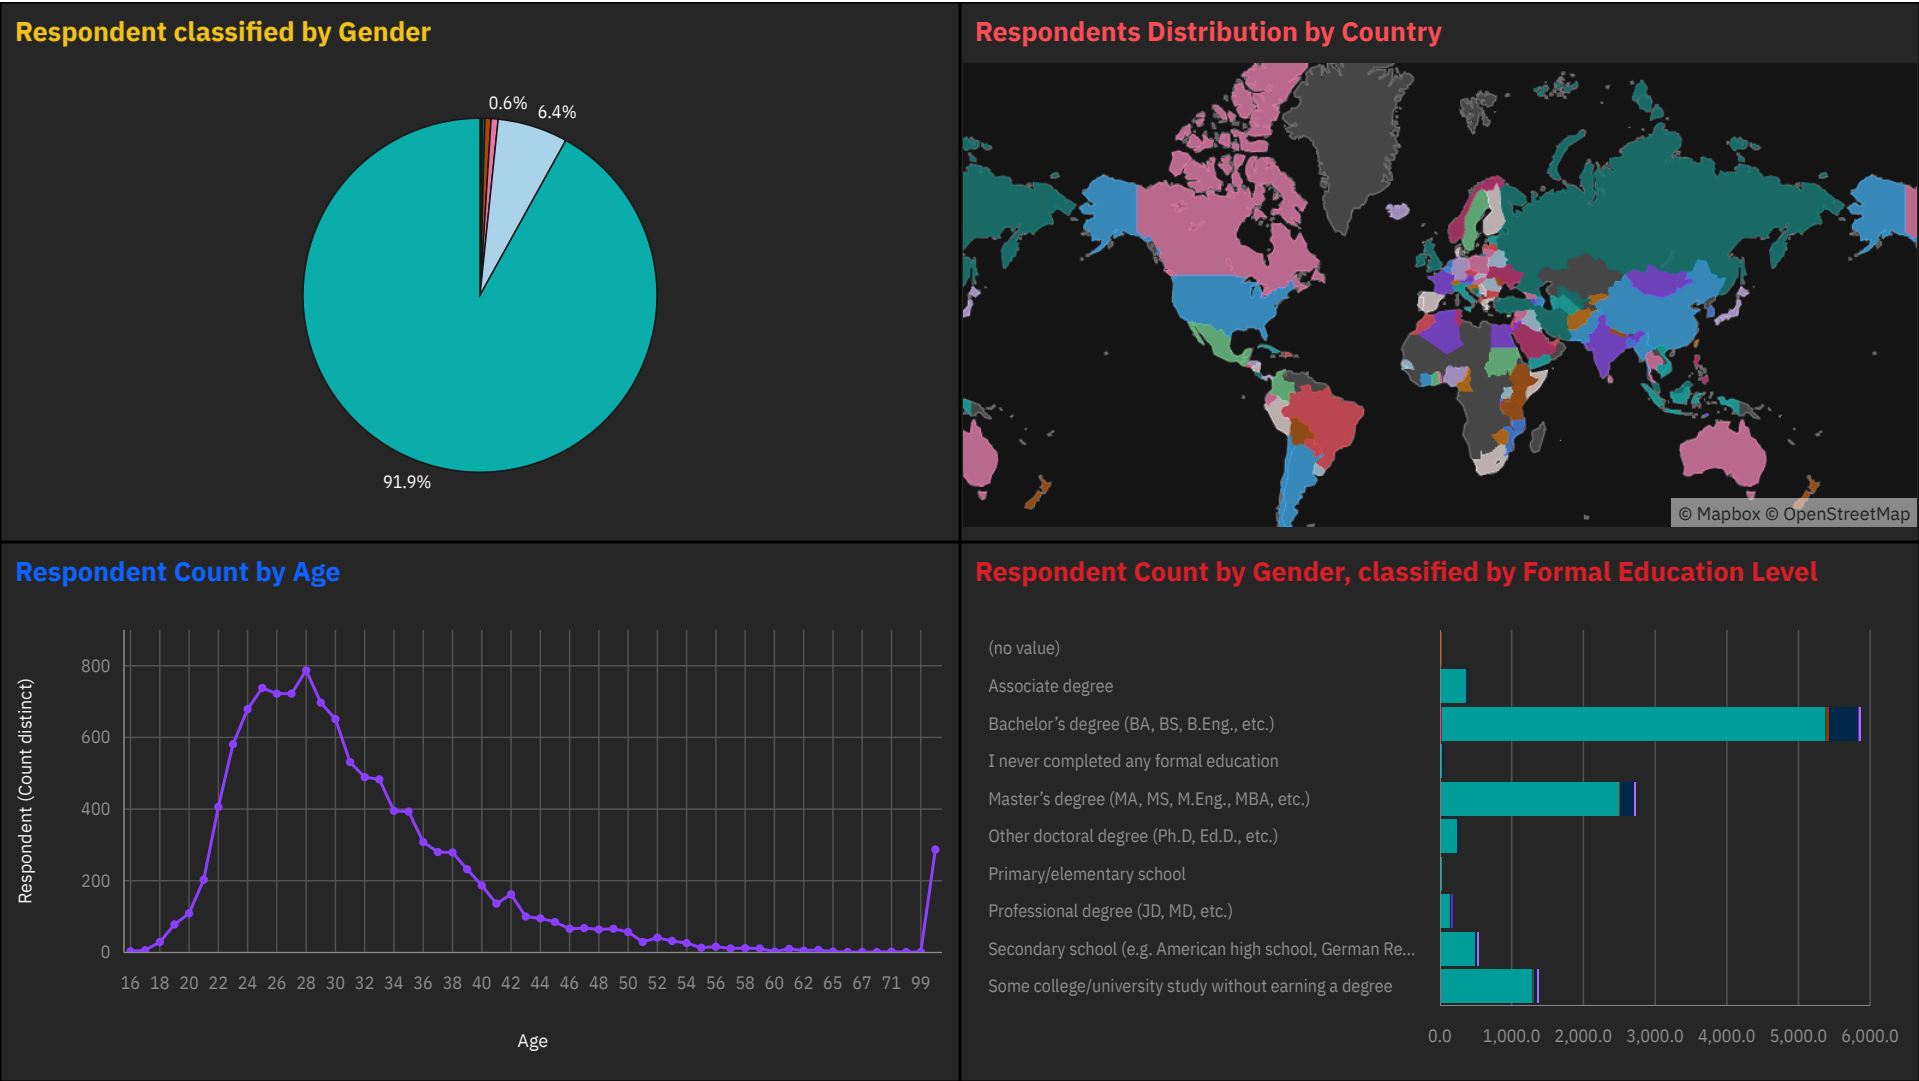 Respondent classified by Gender
0.6%
6.4%
91.9%
Respondents Distribution by Country
© Mapbox © OpenStreetMap
Respondent Count by Age
Respondent (Count distinct)
800
600
400
200
0
16 18 20 22 24 26 28 30 32 34 36 38 40 42 44 46 48 50 52 54 56 58 60 62 65 67 71 99
Age
Respondent Count by Gender, classified by Formal Education Level
(no value)
Associate degree
Bachelor’s degree (BA, BS, B.Eng., etc.)
I never completed any formal education
Master’s degree (MA, MS, M.Eng., MBA, etc.)
Other doctoral degree (Ph.D, Ed.D., etc.)
Primary/elementary school
Professional degree (JD, MD, etc.)
Secondary school (e.g. American high school, German Re...
Some college/university study without earning a degree
0.0 1,000.0 2,000.0 3,000.0 4,000.0 5,000.0 6,000.0